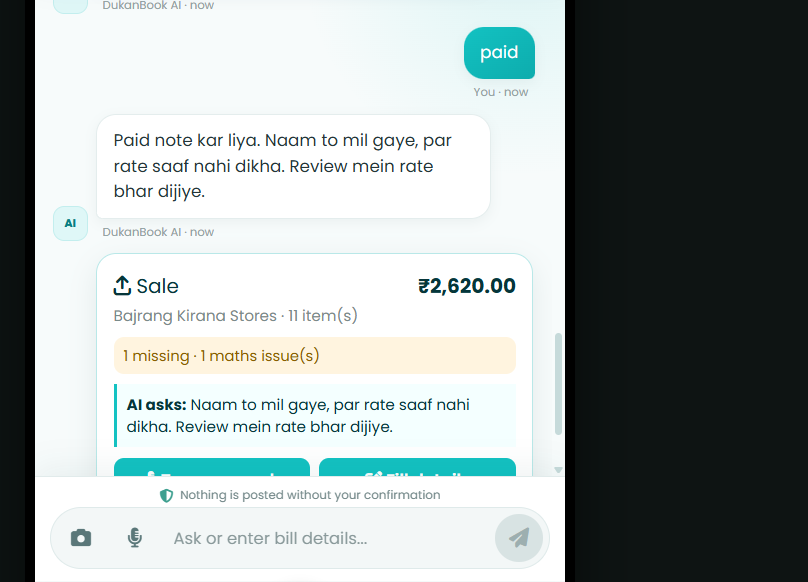 DukanBook AI · now
paid
You · now
Paid note kar liya. Naam to mil gaye, par
rate saaf nahi dikha. Review mein rate
bhar dijiye.
AI
DukanBook AI · now
Sale
₹2,620.00
Bajrang Kirana Stores · 11 item(s)
1 missing · 1 maths issue(s)
AI asks: Naam to mil gaye, par rate saaf nahi
dikha. Review mein rate bhar dijiye.
Nothing is posted without your confirmation
Ask or enter bill details...